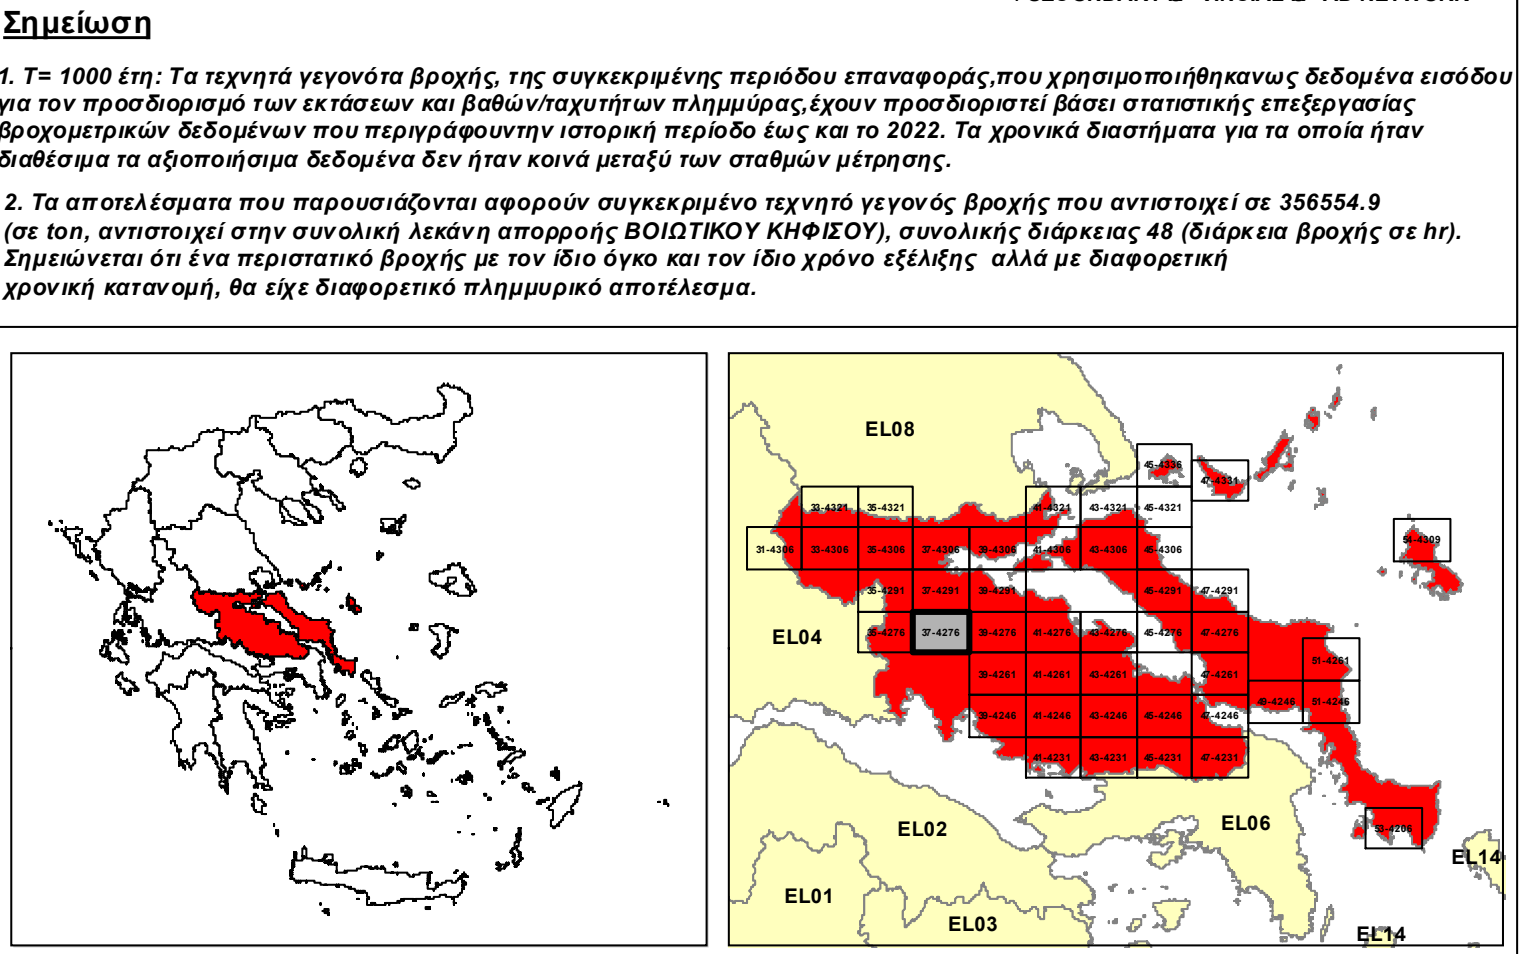 Σημείωση
1. T= 1000 έτη: Τα τεχνητά γεγονότα βροχής, της συγκεκριμένης περιόδου επαναφοράς,που χρησιμοποιήθηκανως δεδομένα εισόδου
για τον προσδιορισμό των εκτάσεων και βαθών/ταχυτήτων πλημμύρας,έχουν προσδιοριστεί βάσει στατιστικής επεξεργασίας
βροχομετρικών δεδομένων που περιγράφουντην ιστορική περίοδο έως και το 2022. Τα χρονικά διαστήματα για τα οποία ήταν
διαθέσιμα τα αξιοποιήσιμα δεδομένα δεν ήταν κοινά μεταξύ των σταθμών μέτρησης.
2. Τα αποτελέσματα που παρουσιάζονται αφορούν συγκεκριμένο τεχνητό γεγονός βροχής που αντιστοιχεί σε 356554.9
(σε ton, αντιστοιχεί στην συνολική λεκάνη απορροής ΒΟΙΩΤΙΚΟΥ ΚΗΦΙΣΟΥ), συνολικής διάρκειας 48 (διάρκεια βροχής σε hr).
Σημειώνεται ότι ένα περιστατικό βροχής με τον ίδιο όγκο και τον ίδιο χρόνο εξέλιξης αλλά με διαφορετική
χρονική κατανομή, θα είχε διαφορετικό πλημμυρικό αποτέλεσμα.
EL08
45-4336
47-4331
33-4321 35-4321 41-4321 43-4321 45-4321
54-4309
31-4306 33-4306 35-4306 37-4306 39-4306 41-4306 43-4306 45-4306
35-4291 37-4291 39-4291 45-4291 47-4291
EL04
35-4276 37-4276 39-4276 41-4276 43-4276 45-4276 47-4276
51-4261
39-4261 41-4261 43-4261 47-4261
49-4246 51-4246
39-4246 41-4246 43-4246 45-4246 47-4246
41-4231 43-4231 45-4231 47-4231
EL02
EL06
53-4206
EL14
EL01
EL03
EL14